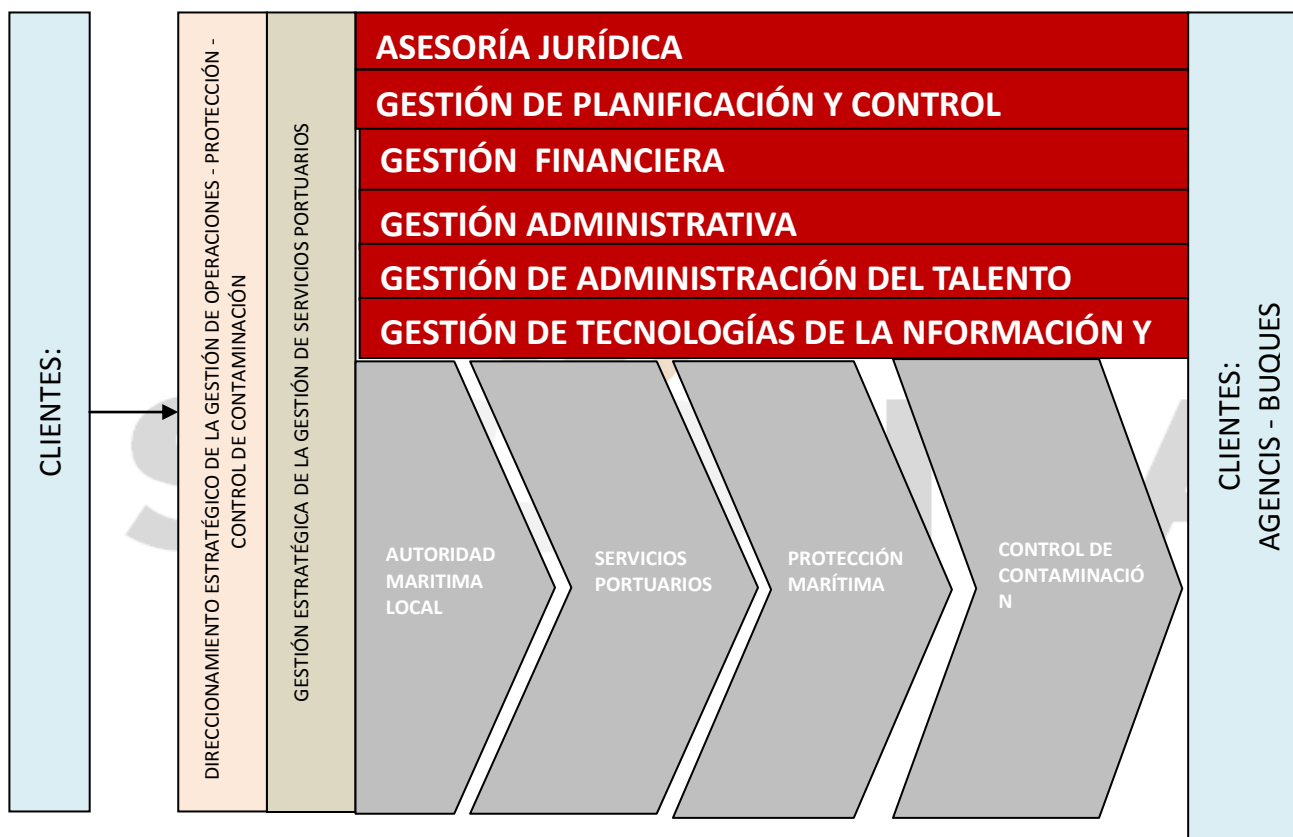 CLIENTES:
DIRECCIONAMIENTO ESTRATÉGICO DE LA GESTIÓN DE OPERACIONES - PROTECCIÓN -
CONTROL DE CONTAMINACIÓN
GESTIÓN ESTRATÉGICA DE LA GESTIÓN DE SERVICIOS PORTUARIOS
ASESORÍA JURÍDICA
GESTIÓN DE PLANIFICACIÓN Y CONTROL
GESTIÓN  FINANCIERA
GESTIÓN ADMINISTRATIVA
GESTIÓN DE ADMINISTRACIÓN DEL TALENTO
GESTIÓN DE TECNOLOGÍAS DE LA NFORMACIÓN Y
AUTORIDAD
MARITIMA
LOCAL
SERVICIOS
PORTUARIOS
PROTECCIÓN
MARÍTIMA
CONTROL DE
CONTAMINACIÓ
N
CLIENTES:
AGENCIS - BUQUES